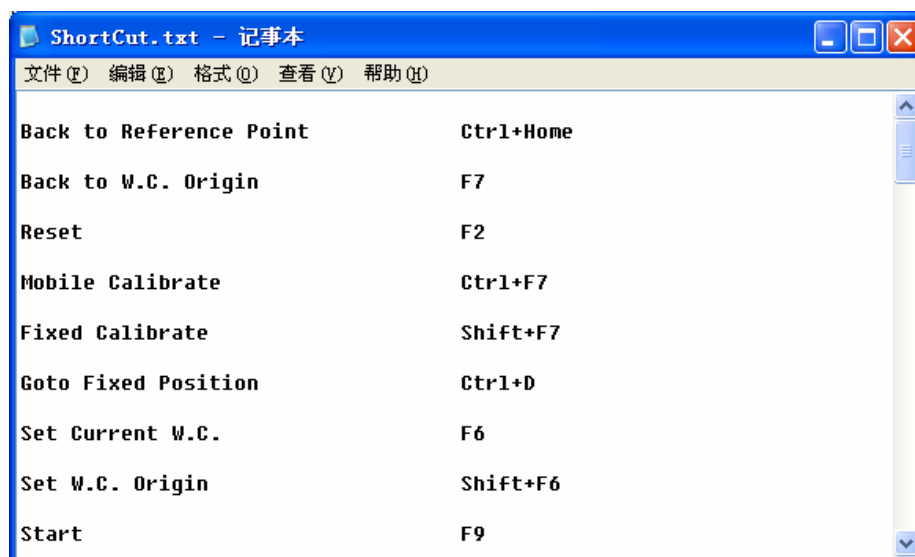 ShortCut.txt - 记事本
文件(F) 编辑(E) 格式(O) 查看(V) 帮助(H)
Back to Reference Point Ctrl+Home
Back to W.C. Origin F7
Reset F2
Mobile Calibrate Ctrl+F7
Fixed Calibrate Shift+F7
Goto Fixed Position Ctrl+D
Set Current W.C. F6
Set W.C. Origin Shift+F6
Start F9